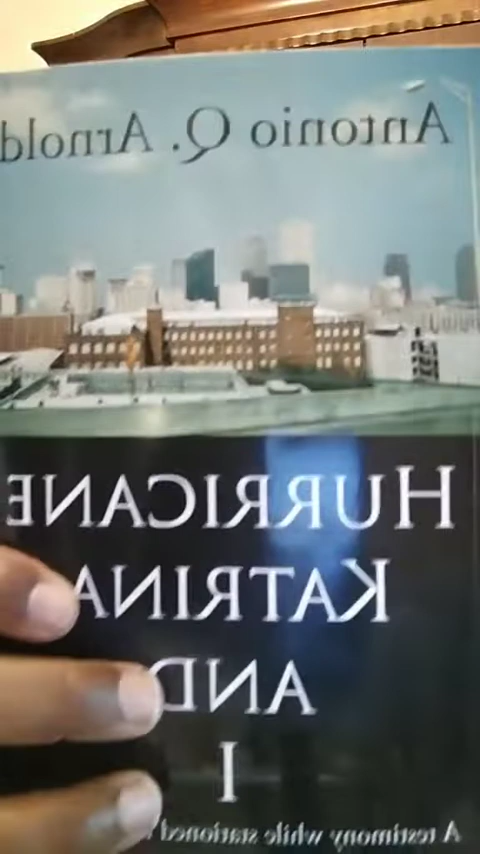 Antonio Q. Arnold
HURRICANE
KATRINA
AND
I
A testimony while stationed